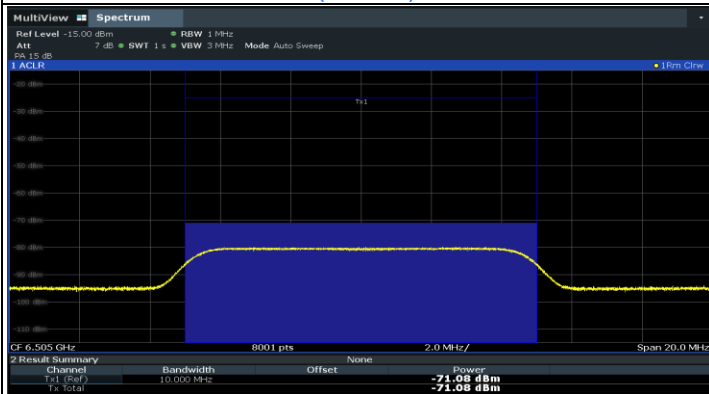 MultiView Spectrum
Ref Level -15.00 dBm RBW 1 MHz
Att 7 dB SWT 1 s VBW 3 MHz Mode Auto Sweep
PA 15 dB
1 ACLR 1Rm Clrw
-20 dBm
Tx1
-30 dBm
-40 dBm
-50 dBm
-60 dBm
-70 dBm
-80 dBm
-90 dBm
-100 dBm
-110 dBm
CF 6.505 GHz 8001 pts 2.0 MHz/ Span 20.0 MHz
2 Result Summary None
Channel Bandwidth Offset Power
Tx1 (Ref) 10.000 MHz -71.08 dBm
Tx Total -71.08 dBm